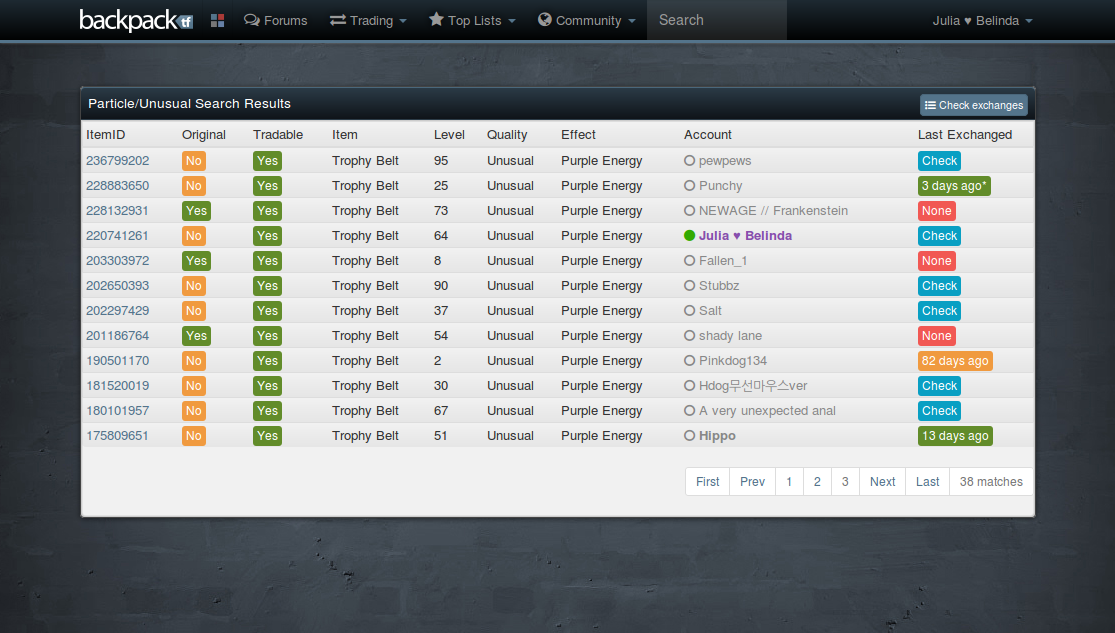 backpack tf Forums Trading Top Lists Community Search Julia ♥ Belinda
Particle/Unusual Search Results Check exchanges
ItemID Original Tradable Item Level Quality Effect Account Last Exchanged
236799202 No Yes Trophy Belt 95 Unusual Purple Energy pewpews Check
228883650 No Yes Trophy Belt 25 Unusual Purple Energy Punchy 3 days ago*
228132931 Yes Yes Trophy Belt 73 Unusual Purple Energy NEWAGE // Frankenstein None
220741261 No Yes Trophy Belt 64 Unusual Purple Energy Julia ♥ Belinda Check
203303972 Yes Yes Trophy Belt 8 Unusual Purple Energy Fallen_1 None
202650393 No Yes Trophy Belt 90 Unusual Purple Energy Stubbz Check
202297429 No Yes Trophy Belt 37 Unusual Purple Energy Salt Check
201186764 Yes Yes Trophy Belt 54 Unusual Purple Energy shady lane None
190501170 No Yes Trophy Belt 2 Unusual Purple Energy Pinkdog134 82 days ago
181520019 No Yes Trophy Belt 30 Unusual Purple Energy Hdog무선마우스ver Check
180101957 No Yes Trophy Belt 67 Unusual Purple Energy A very unexpected anal Check
175809651 No Yes Trophy Belt 51 Unusual Purple Energy Hippo 13 days ago
First Prev 1 2 3 Next Last 38 matches